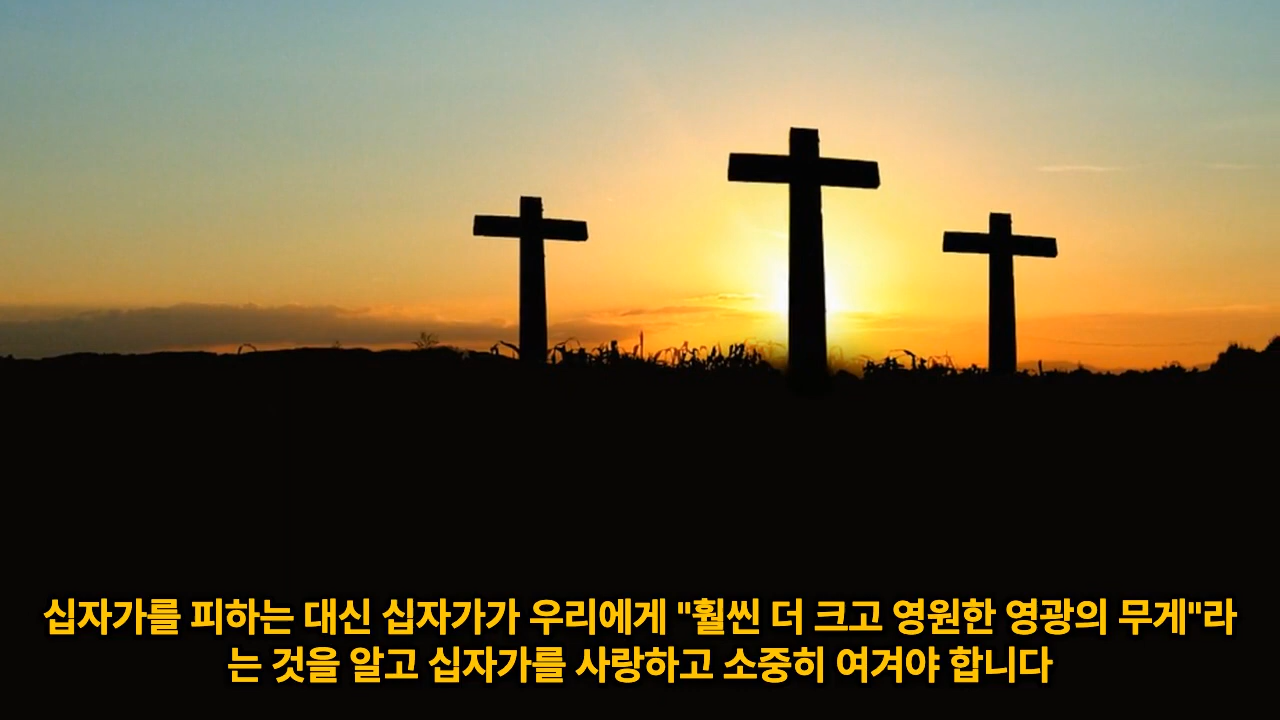 십자가를 피하는 대신 십자가가 우리에게 "훨씬 더 크고 영원한 영광의 무게"라
는 것을 알고 십자가를 사랑하고 소중히 여겨야 합니다